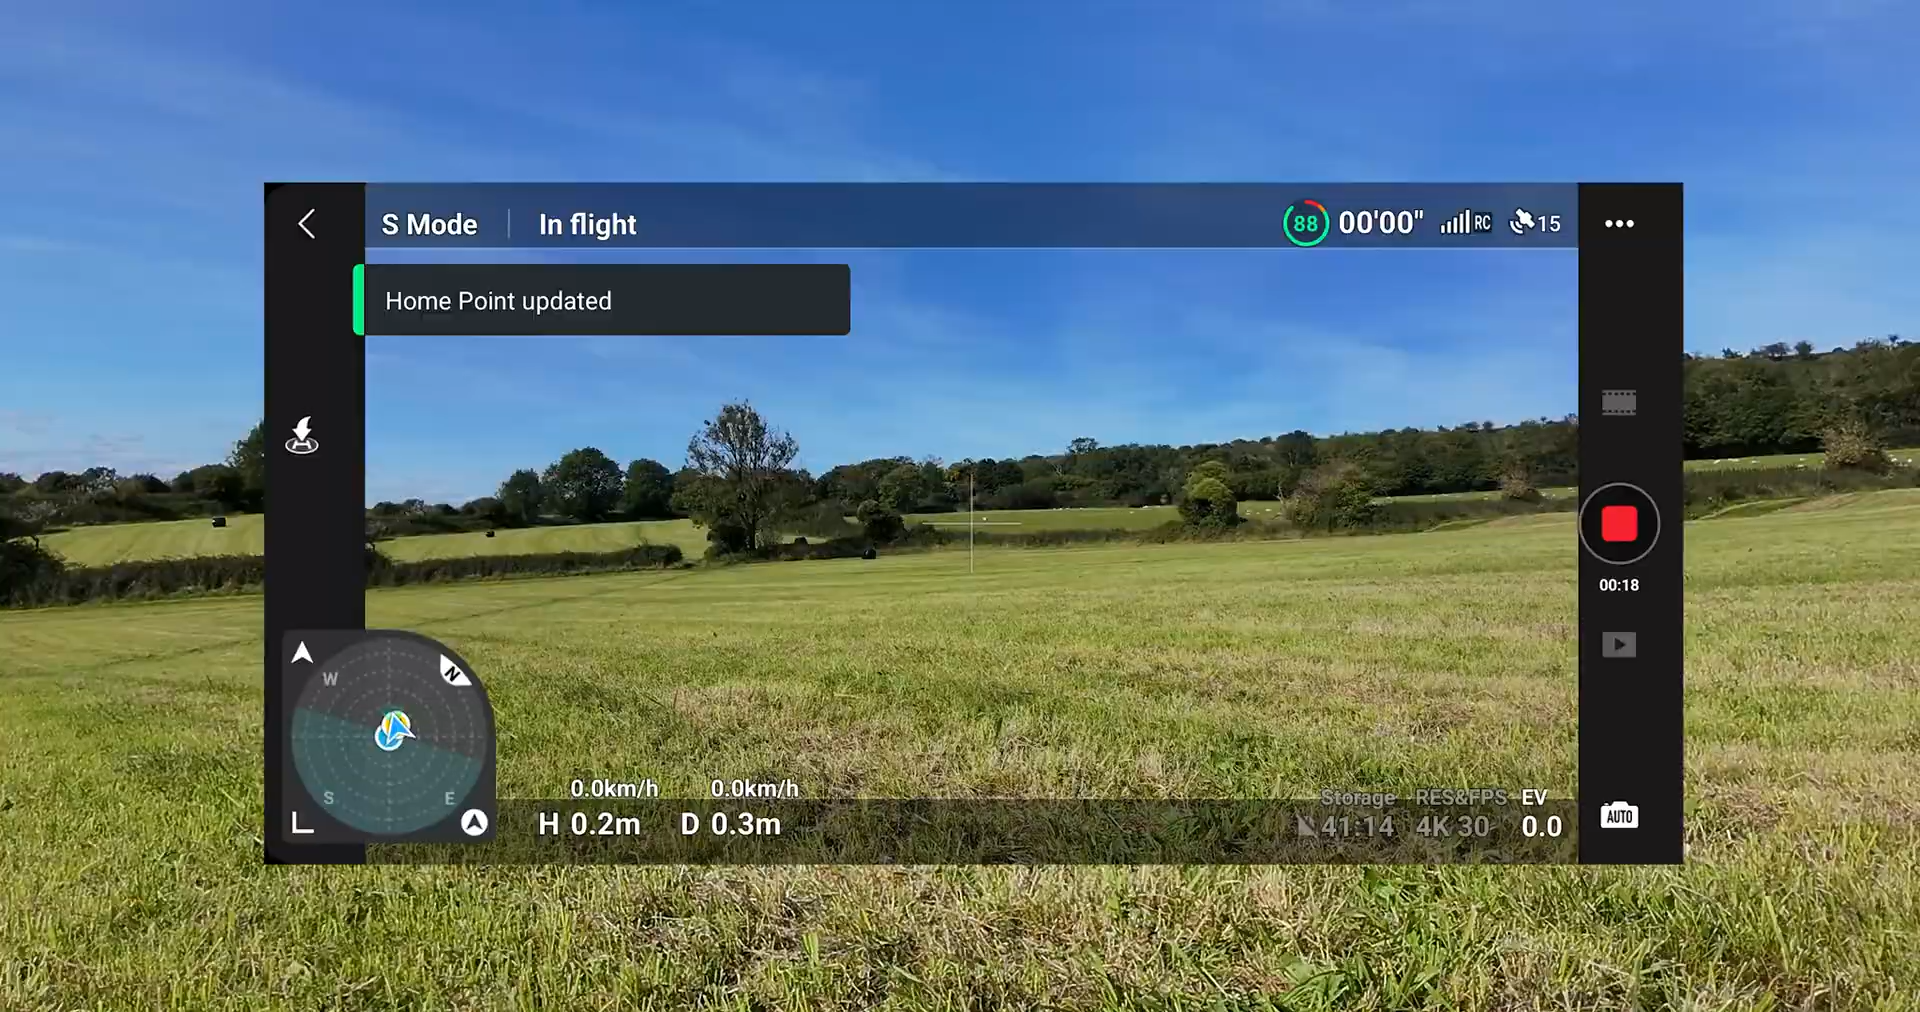 S Mode | In flight
88 00'00" RC 15
Home Point updated
00:18
W N
S E
0.0km/h 0.0km/h
H 0.2m D 0.3m
Storage RES&FPS EV
41:14 4K 30 0.0
AUTO